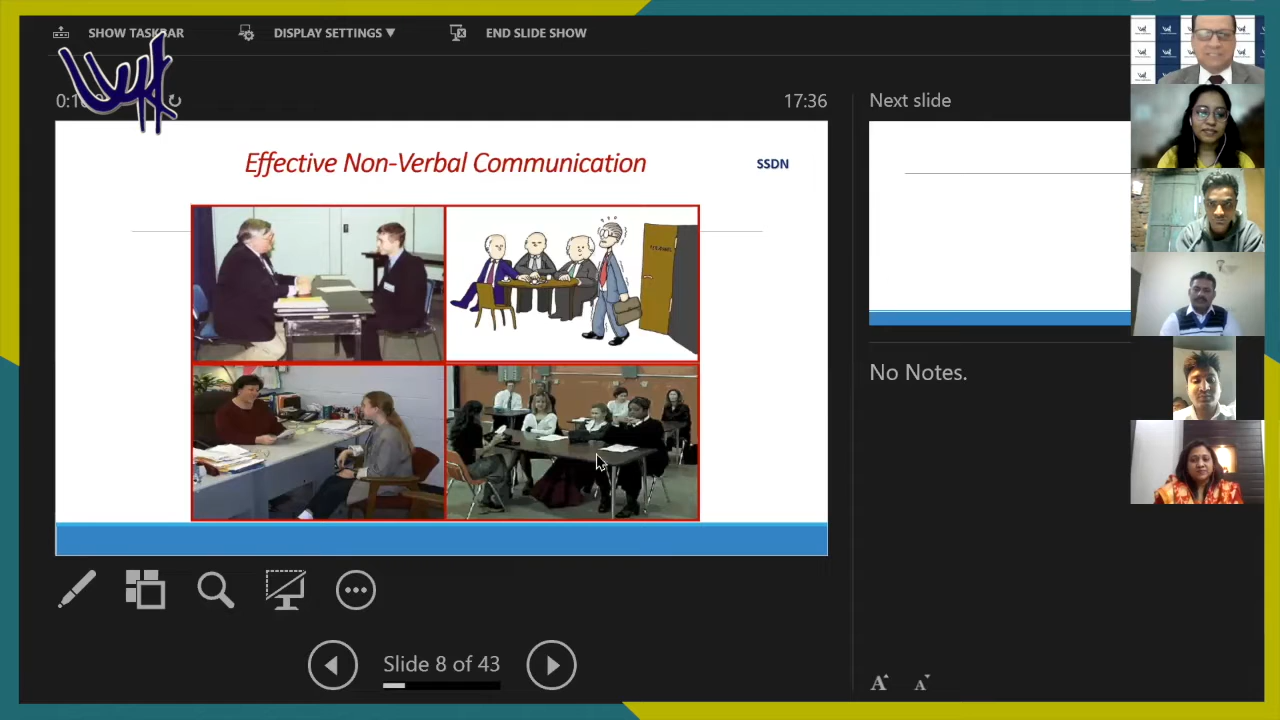 SHOW TASKBAR
DISPLAY SETTINGS ▼
END SLIDE SHOW
17:36
Next slide
Effective Non-Verbal Communication
SSDN
No Notes.
Slide 8 of 43
A A